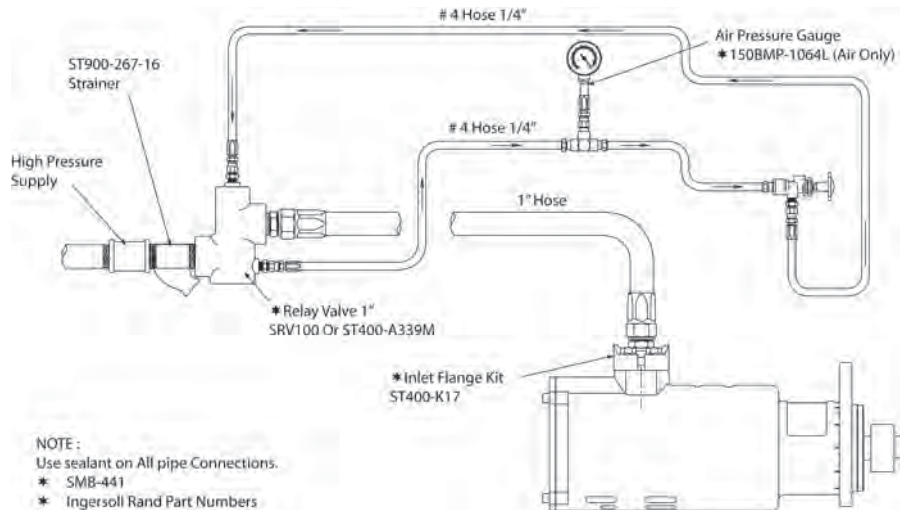 # 4 Hose 1/4"
Air Pressure Gauge
* 150BMP-1064L (Air Only)
ST900-267-16
Strainer
# 4 Hose 1/4"
High Pressure
Supply
1" Hose
* Relay Valve 1"
SRV100 Or ST400-A339M
* Inlet Flange Kit
ST400-K17
NOTE :
Use sealant on All pipe Connections.
* SMB-441
* Ingersoll Rand Part Numbers